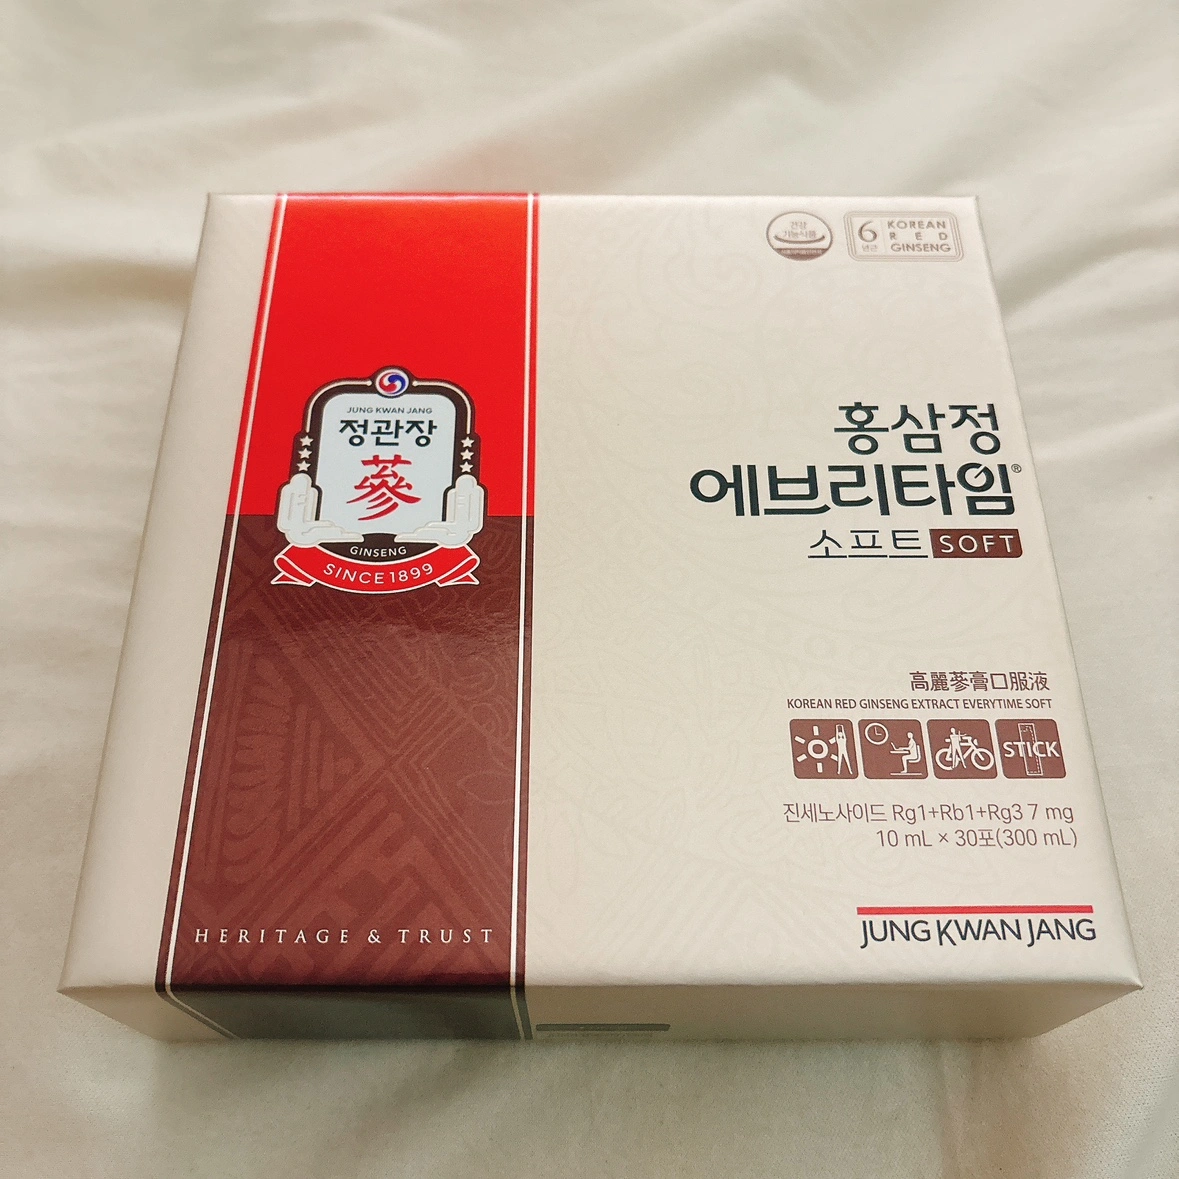 건강
기능식품
6
년근
KOREAN
RED
GINSENG
JUNG KWAN JANG
정관장
蔘
GINSENG
SINCE 1899
홍삼정
에브리타임®
소프트 SOFT
高麗蔘膏口服液
KOREAN RED GINSENG EXTRACT EVERYTIME SOFT
STICK
진세노사이드 Rg1+Rb1+Rg3 7 mg
10 mL × 30포(300 mL)
HERITAGE & TRUST
JUNG KWAN JANG